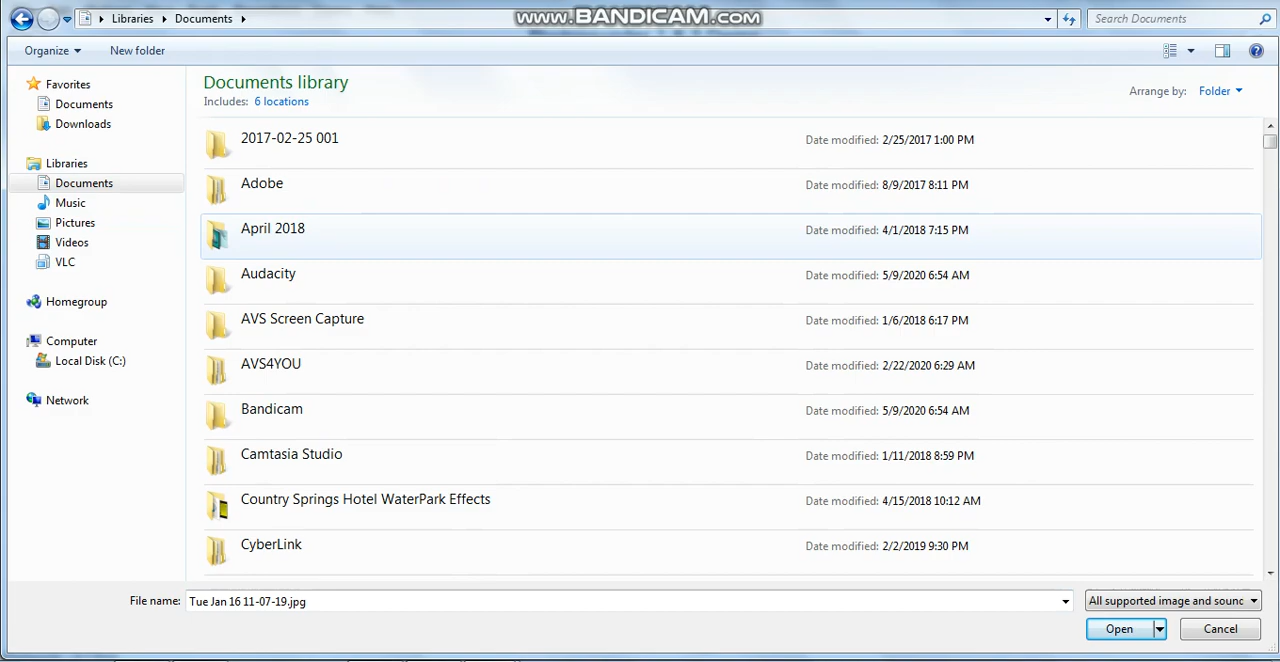 Libraries Documents www.BANDICAM.com Search Documents
Organize New folder
Favorites
Documents
Downloads
Libraries
Documents
Music
Pictures
Videos
VLC
Homegroup
Computer
Local Disk (C:)
Network
Documents library
Includes: 6 locations
Arrange by: Folder
2017-02-25 001 Date modified: 2/25/2017 1:00 PM
Adobe Date modified: 8/9/2017 8:11 PM
April 2018 Date modified: 4/1/2018 7:15 PM
Audacity Date modified: 5/9/2020 6:54 AM
AVS Screen Capture Date modified: 1/6/2018 6:17 PM
AVS4YOU Date modified: 2/22/2020 6:29 AM
Bandicam Date modified: 5/9/2020 6:54 AM
Camtasia Studio Date modified: 1/11/2018 8:59 PM
Country Springs Hotel WaterPark Effects Date modified: 4/15/2018 10:12 AM
CyberLink Date modified: 2/2/2019 9:30 PM
File name: Tue Jan 16 11-07-19.jpg All supported image and sounc
Open Cancel